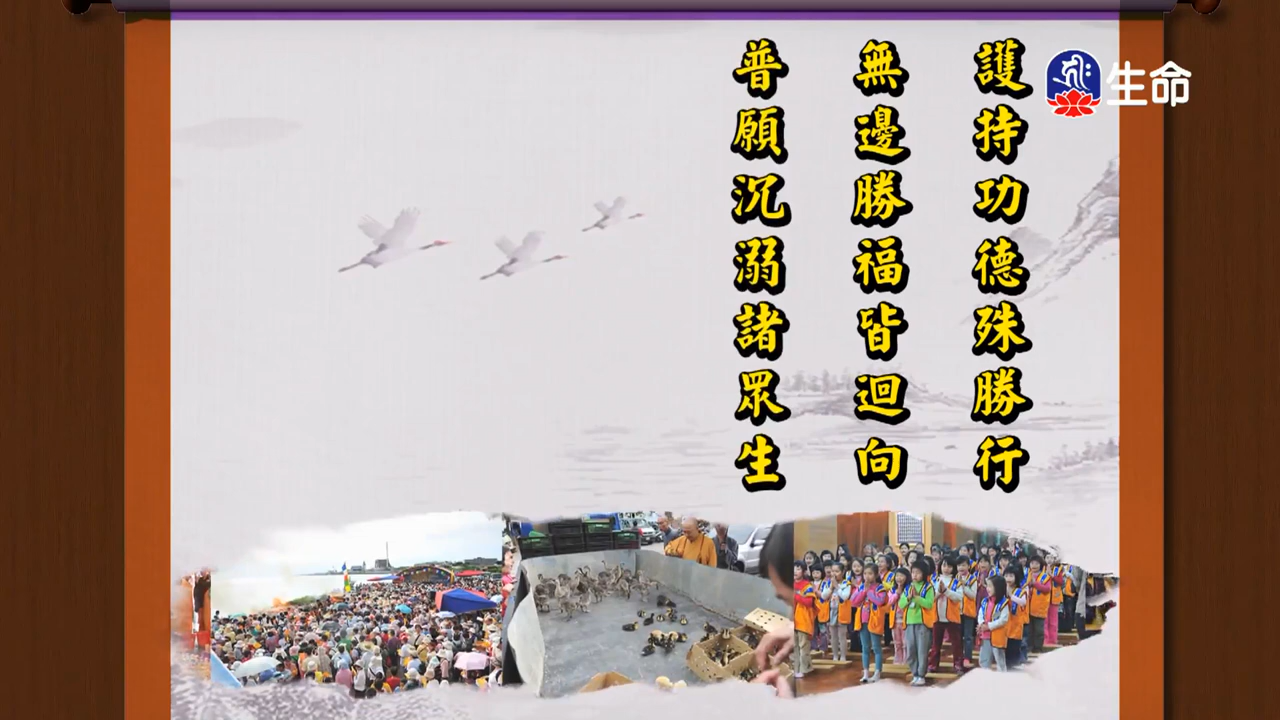 護持功德殊勝行
無邊勝福皆迴向
普願沉溺諸眾生
生命